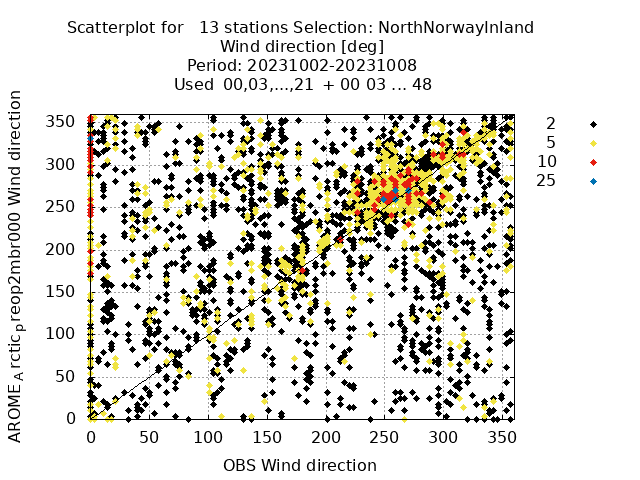 Scatterplot for   13 stations Selection: NorthNorwayInland
Wind direction [deg]
Period: 20231002-20231008
Used  00,03,...,21  + 00 03 ... 48
AROME_Arctic_preop2mbr000 Wind direction
350
300
250
200
150
100
50
0
0 50 100 150 200 250 300 350
OBS Wind direction
2
5
10
25